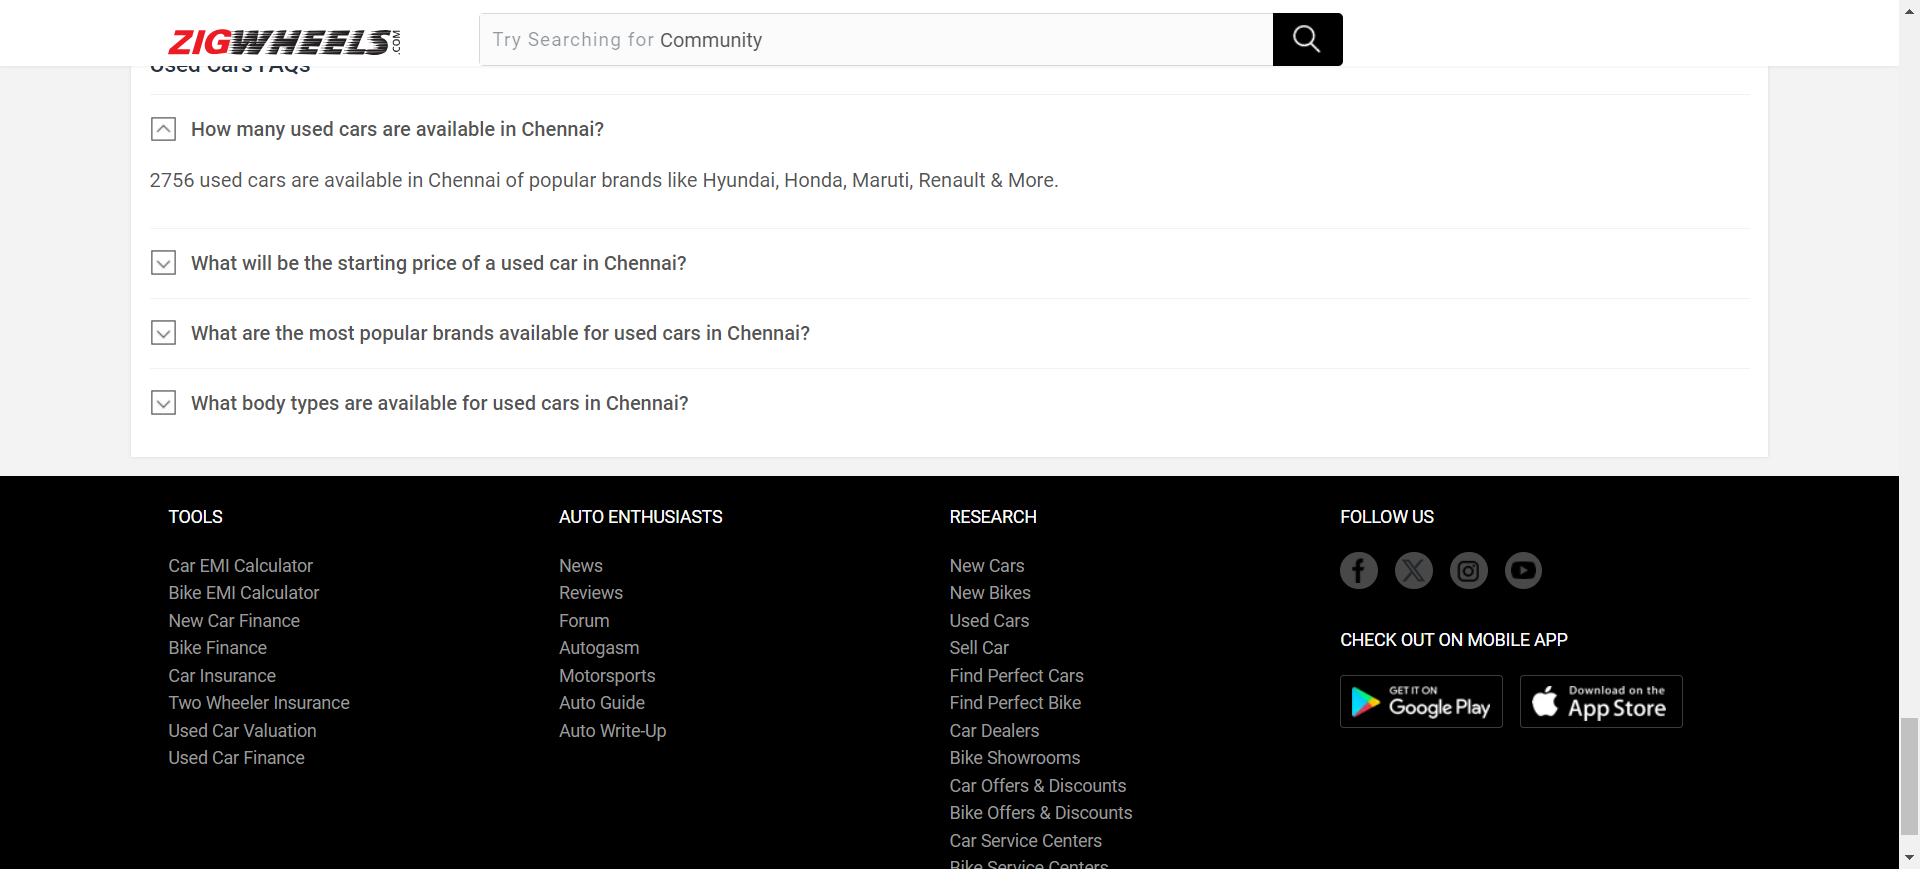 ZIGWHEELS.COM
Try Searching for Community
Used Cars FAQs
How many used cars are available in Chennai?
2756 used cars are available in Chennai of popular brands like Hyundai, Honda, Maruti, Renault & More.
What will be the starting price of a used car in Chennai?
What are the most popular brands available for used cars in Chennai?
What body types are available for used cars in Chennai?
TOOLS
Car EMI Calculator
Bike EMI Calculator
New Car Finance
Bike Finance
Car Insurance
Two Wheeler Insurance
Used Car Valuation
Used Car Finance
AUTO ENTHUSIASTS
News
Reviews
Forum
Autogasm
Motorsports
Auto Guide
Auto Write-Up
RESEARCH
New Cars
New Bikes
Used Cars
Sell Car
Find Perfect Cars
Find Perfect Bike
Car Dealers
Bike Showrooms
Car Offers & Discounts
Bike Offers & Discounts
Car Service Centers
Bike Service Centers
FOLLOW US
CHECK OUT ON MOBILE APP
GET IT ON
Google Play
Download on the
App Store